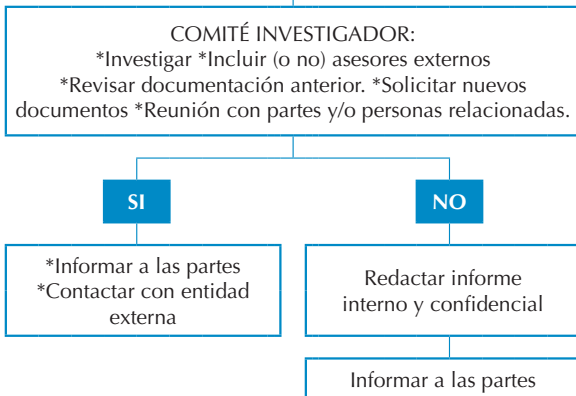 COMITÉ INVESTIGADOR:
*Investigar *Incluir (o no) asesores externos
*Revisar documentación anterior. *Solicitar nuevos
documentos *Reunión con partes y/o personas relacionadas.
SI
NO
*Informar a las partes
*Contactar con entidad
externa
Redactar informe
interno y confidencial
Informar a las partes